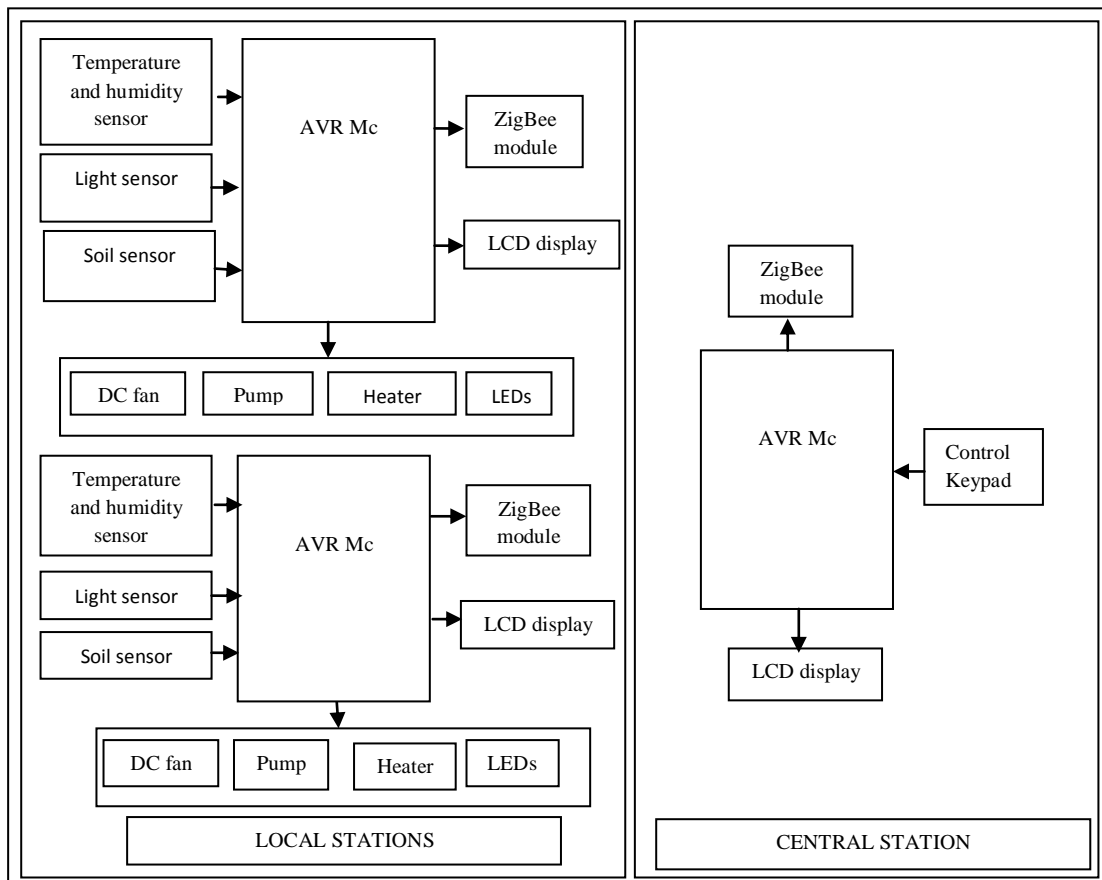 Temperature
and humidity
sensor
Light sensor
Soil sensor
AVR Mc
ZigBee
module
LCD display
DC fan
Pump
Heater
LEDs
Temperature
and humidity
sensor
Light sensor
Soil sensor
AVR Mc
ZigBee
module
LCD display
DC fan
Pump
Heater
LEDs
LOCAL STATIONS
ZigBee
module
AVR Mc
Control
Keypad
LCD display
CENTRAL STATION